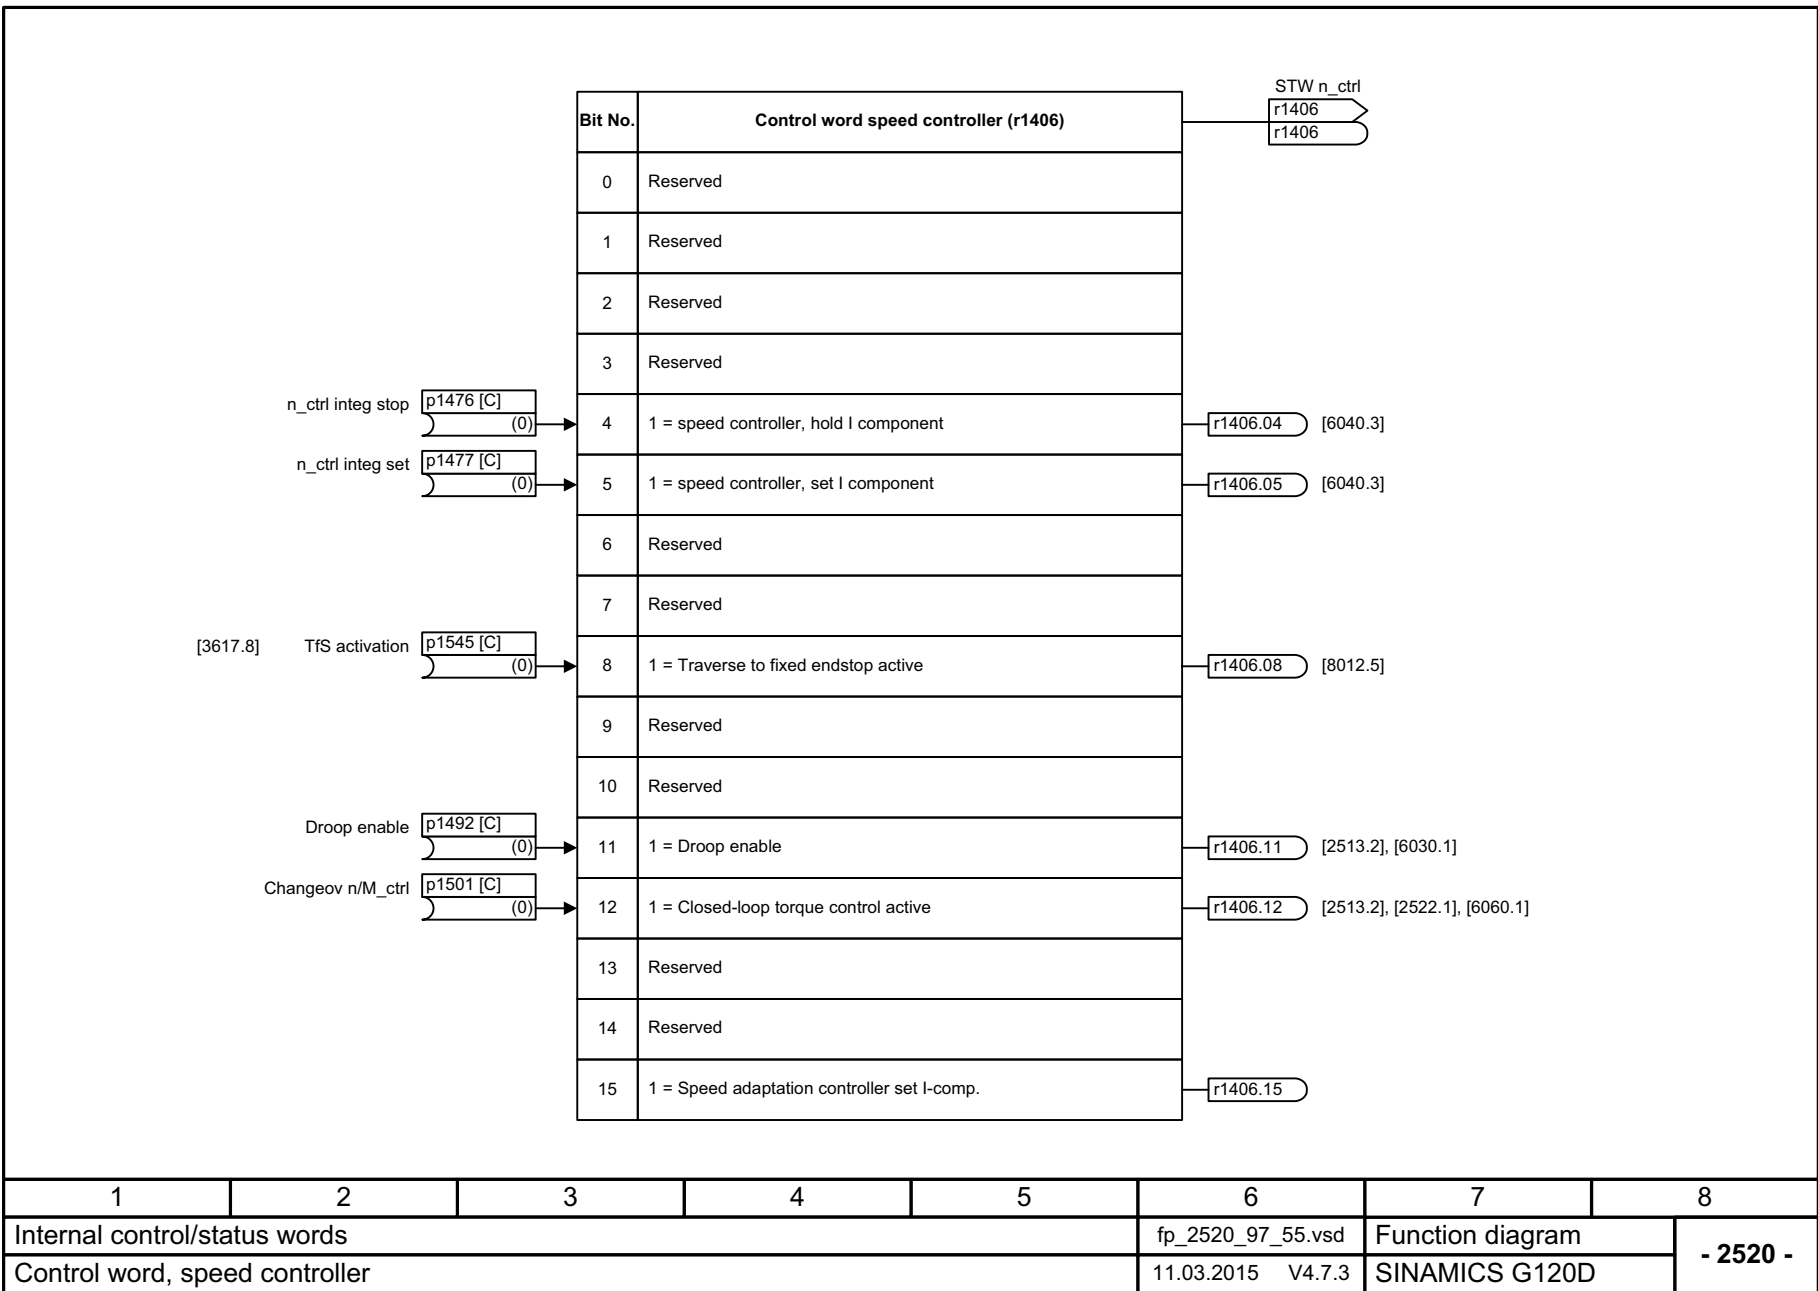 STW n_ctrl
r1406
r1406
Bit No. Control word speed controller (r1406)
0 Reserved
1 Reserved
2 Reserved
3 Reserved
n_ctrl integ stop p1476 [C]
(0) 4 1 = speed controller, hold I component r1406.04 [6040.3]
n_ctrl integ set p1477 [C]
(0) 5 1 = speed controller, set I component r1406.05 [6040.3]
6 Reserved
7 Reserved
[3617.8] TfS activation p1545 [C]
(0) 8 1 = Traverse to fixed endstop active r1406.08 [8012.5]
9 Reserved
10 Reserved
Droop enable p1492 [C]
(0) 11 1 = Droop enable r1406.11 [2513.2], [6030.1]
Changeov n/M_ctrl p1501 [C]
(0) 12 1 = Closed-loop torque control active r1406.12 [2513.2], [2522.1], [6060.1]
13 Reserved
14 Reserved
15 1 = Speed adaptation controller set I-comp. r1406.15
1 2 3 4 5 6 7 8
Internal control/status words fp_2520_97_55.vsd Function diagram - 2520 -
Control word, speed controller 11.03.2015 V4.7.3 SINAMICS G120D